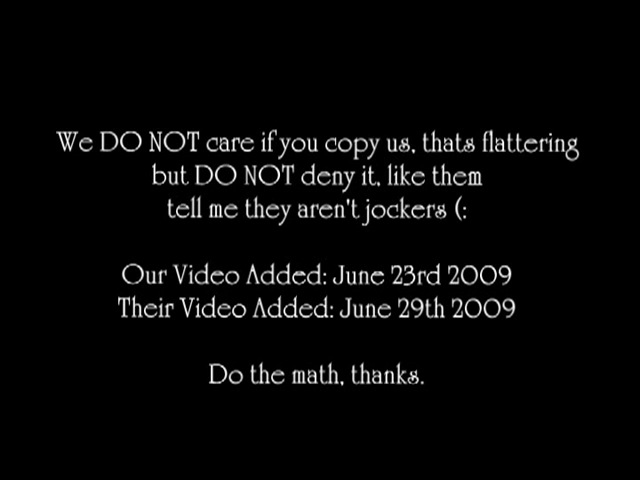 We DO NOT care if you copy us, thats flattering
but DO NOT deny it, like them
tell me they aren't jockers (:
Our Video Added: June 23rd 2009
Their Video Added: June 29th 2009
Do the math, thanks.